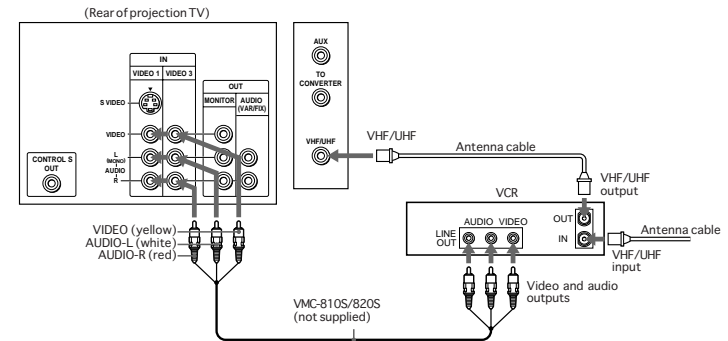 (Rear of projection TV)
IN
VIDEO 1 VIDEO 3
OUT
MONITOR AUDIO (VAR/FIX)
S VIDEO
VIDEO
L
(MONO)
AUDIO
R
CONTROL S
OUT
AUX
TO
CONVERTER
VHF/UHF
VHF/UHF
Antenna cable
VHF/UHF
output
VCR
AUDIO VIDEO
LINE
OUT
OUT
IN
Antenna cable
VHF/UHF
input
VIDEO (yellow)
AUDIO-L (white)
AUDIO-R (red)
Video and audio
outputs
VMC-810S/820S
(not supplied)